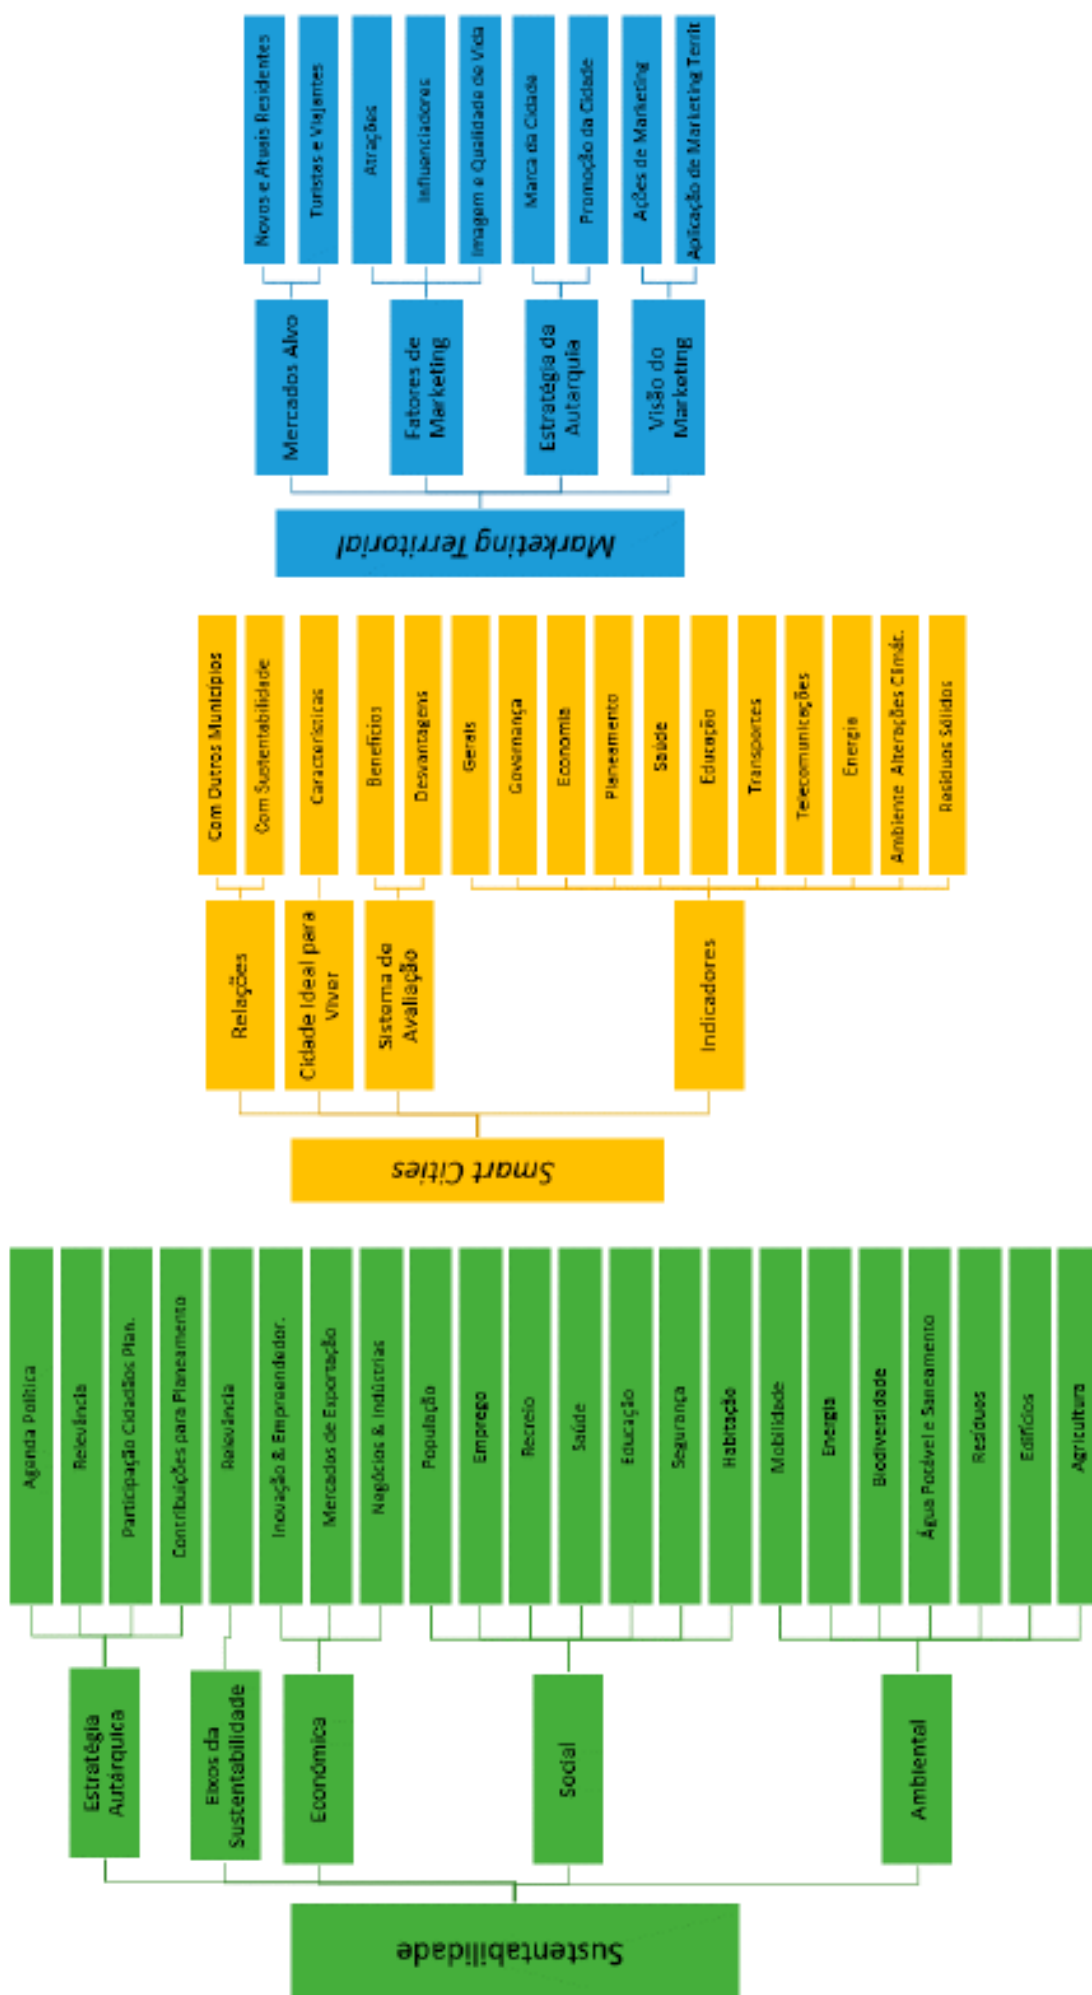 Sustentabilidade
Estratégia
Autárquica
Agenda Política
Relevância
Participação Cidadãos Plan.
Contribuições para Planeamento
Eixos da
Sustentabilidade
Relevância
Económica
Inovação & Empreendedor.
Mercados de Exportação
Negócios & Indústrias
Social
População
Emprego
Recreio
Saúde
Educação
Segurança
Habitação
Ambiental
Mobilidade
Energia
Biodiversidade
Água Potável e Saneamento
Resíduos
Edifícios
Agricultura
Smart Cities
Relações
Com Outros Municípios
Com Sustentabilidade
Cidade Ideal para
Viver
Características
Sistema de
Avaliação
Benefícios
Desvantagens
Indicadores
Gerais
Governança
Economia
Planeamento
Saúde
Educação
Transportes
Telecomunicações
Energia
Ambiente Alterações Climác.
Resíduos Sólidos
Marketing Territorial
Mercados Alvo
Novos e Atuais Residentes
Turistas e Viajantes
Fatores de
Marketing
Atrações
Influenciadores
Imagem e Qualidade de Vida
Estratégia da
Autarquia
Marca da Cidade
Promoção da Cidade
Visão do
Marketing
Ações de Marketing
Aplicação de Marketing Territ